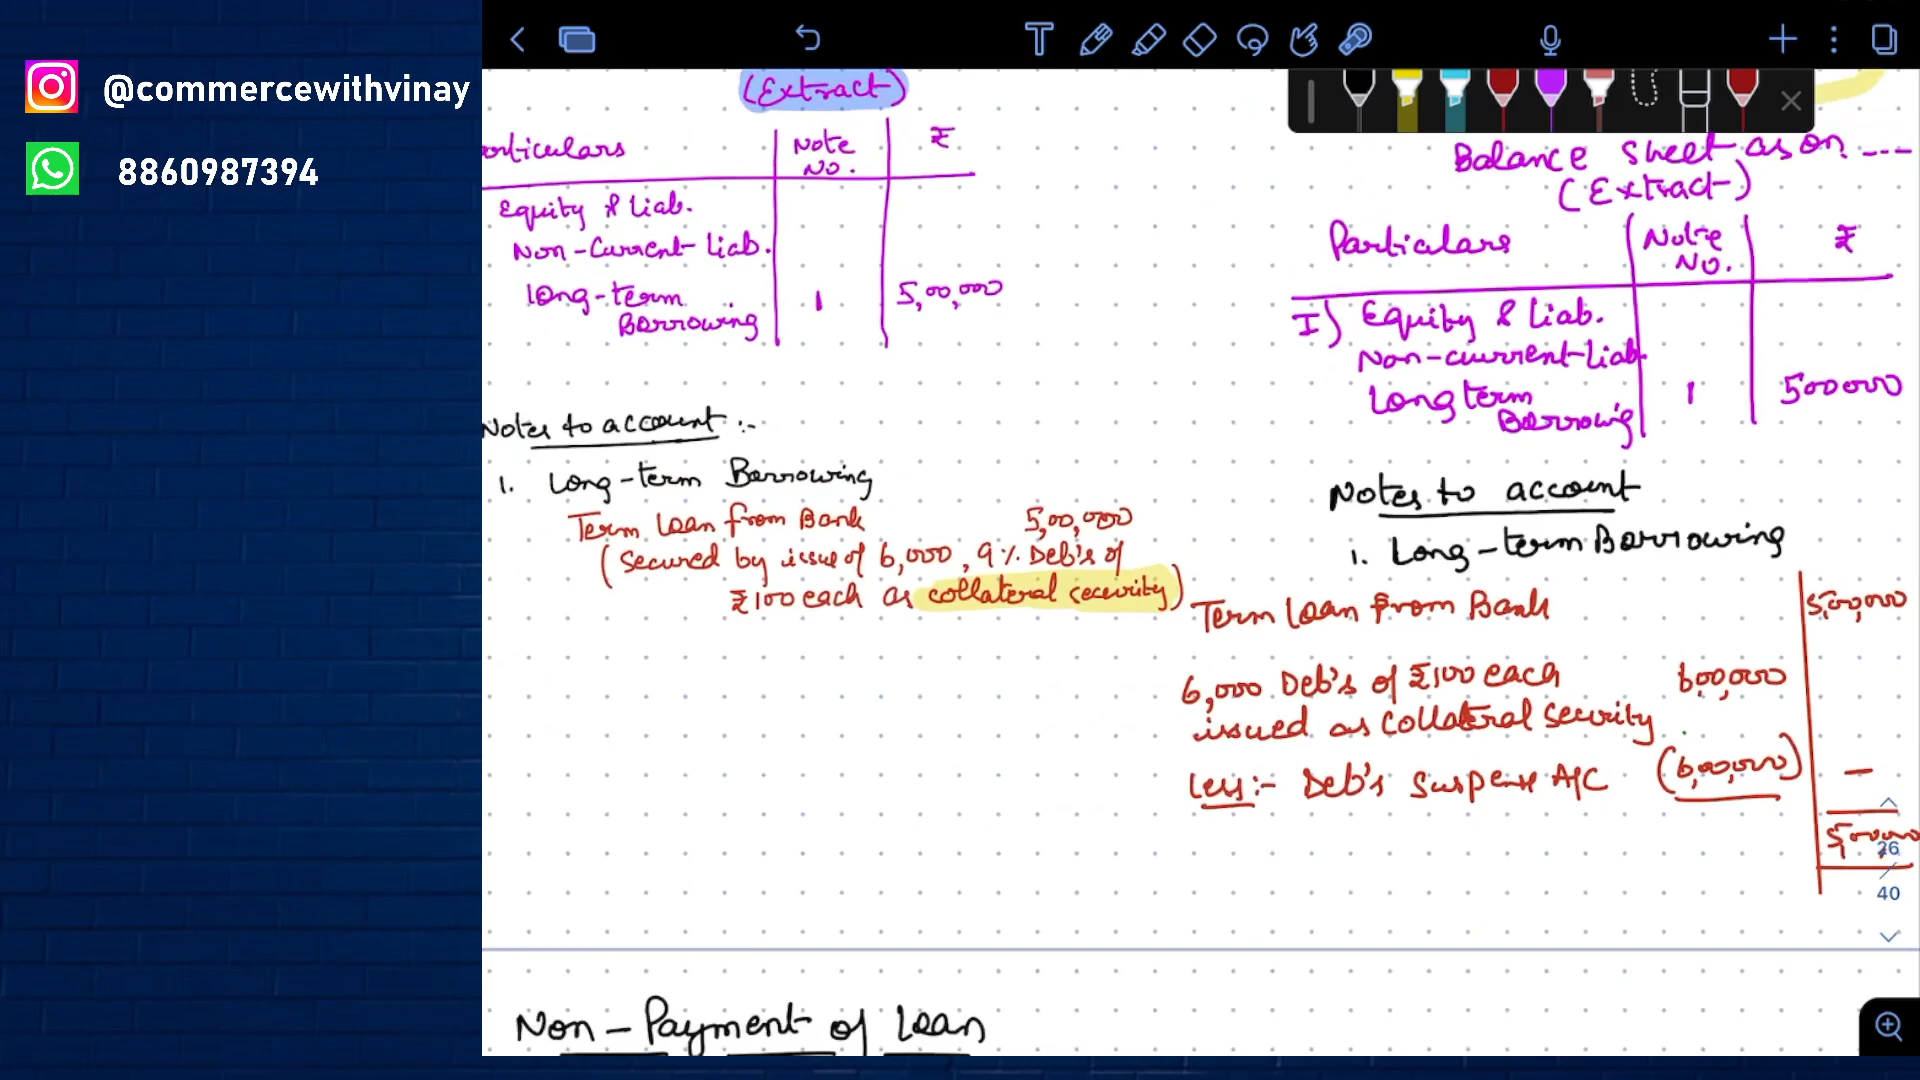 @commercewithvinay
8860987394
(Extract)
orticulars Note No. ₹
Equity & Liab.
Non-Current Liab.
Long-term Borrowing 1 5,00,000
Notes to account :-
1. Long-term Borrowing
Term Loan from Bank 5,00,000
(Secured by issue of 6,000, 9% Deb's of
₹100 each as collateral security)
Balance Sheet as on ----
(Extract)
Particulars Note No. ₹
I) Equity & Liab.
Non-current Liab.
Long term Borrowing 1 500000
Notes to account
1. Long-term Borrowing
Term Loan from Bank 5,00,000
6,000 Deb's of ₹100 each 6,00,000
issued as collateral security
Less:- Deb's Suspense A/C (6,00,000) —
5,00,000
26
/
40
Non-Payment of Loan